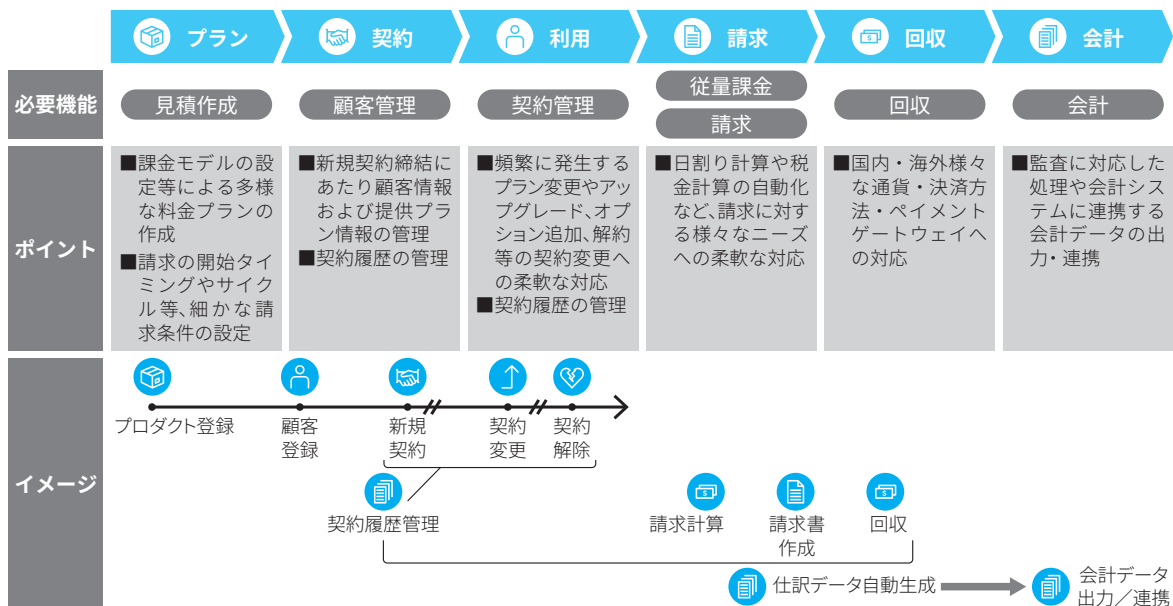 プラン
契約
利用
請求
回収
会計
必要機能
見積作成
顧客管理
契約管理
従量課金
請求
回収
会計
ポイント
■課金モデルの設
定等による多様
な料金プランの
作成
■請求の開始タイ
ミングやサイク
ル等、細かな請
求条件の設定
■新規契約締結に
あたり顧客情報
および提供プラ
ン情報の管理
■契約履歴の管理
■頻繁に発生する
プラン変更やアッ
プグレード、オプ
ション追加、解約
等の契約変更へ
の柔軟な対応
■契約履歴の管理
■日割り計算や税
金計算の自動化
など、請求に対す
る様々なニーズ
への柔軟な対応
■国内・海外様々
な通貨・決済方
法・ペイメント
ゲートウェイへ
の対応
■監査に対応した
処理や会計シス
テムに連携する
会計データの出
力・連携
イメージ
プロダクト登録
顧客
登録
新規
契約
契約
変更
契約
解除
契約履歴管理
請求計算
請求書
作成
回収
仕訳データ自動生成
会計データ
出力／連携